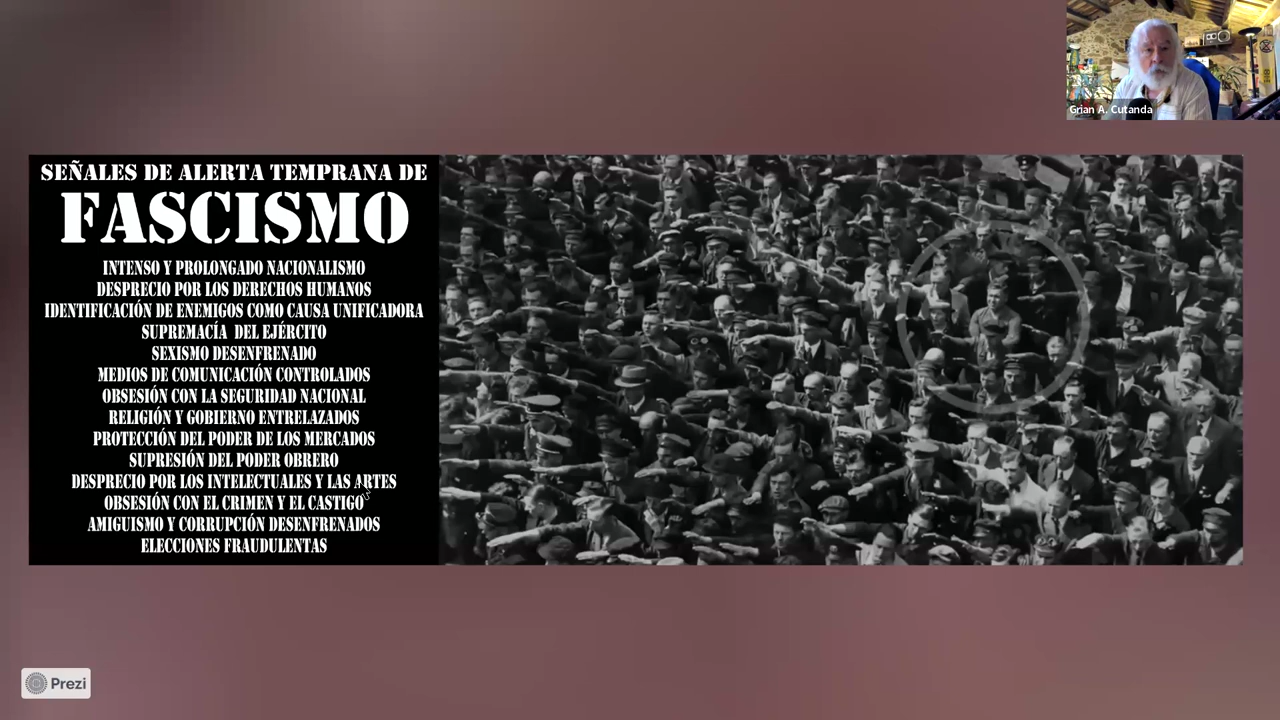 Grian A. Cutanda
SEÑALES DE ALERTA TEMPRANA DE
FASCISMO
INTENSO Y PROLONGADO NACIONALISMO
DESPRECIO POR LOS DERECHOS HUMANOS
IDENTIFICACIÓN DE ENEMIGOS COMO CAUSA UNIFICADORA
SUPREMACÍA DEL EJÉRCITO
SEXISMO DESENFRENADO
MEDIOS DE COMUNICACIÓN CONTROLADOS
OBSESIÓN CON LA SEGURIDAD NACIONAL
RELIGIÓN Y GOBIERNO ENTRELAZADOS
PROTECCIÓN DEL PODER DE LOS MERCADOS
SUPRESIÓN DEL PODER OBRERO
DESPRECIO POR LOS INTELECTUALES Y LAS ARTES
OBSESIÓN CON EL CRIMEN Y EL CASTIGO
AMIGUISMO Y CORRUPCIÓN DESENFRENADOS
ELECCIONES FRAUDULENTAS
Prezi